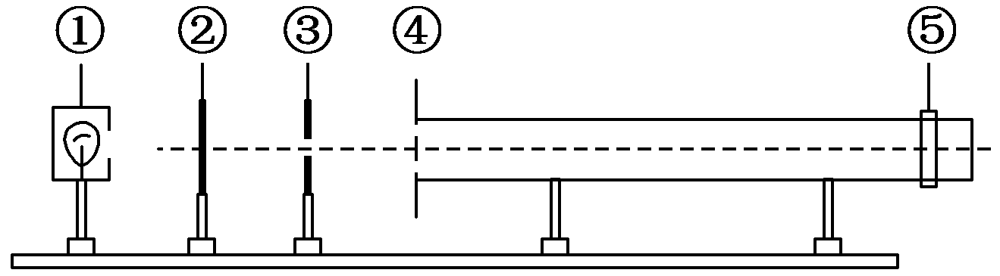 ① ② ③ ④ ⑤